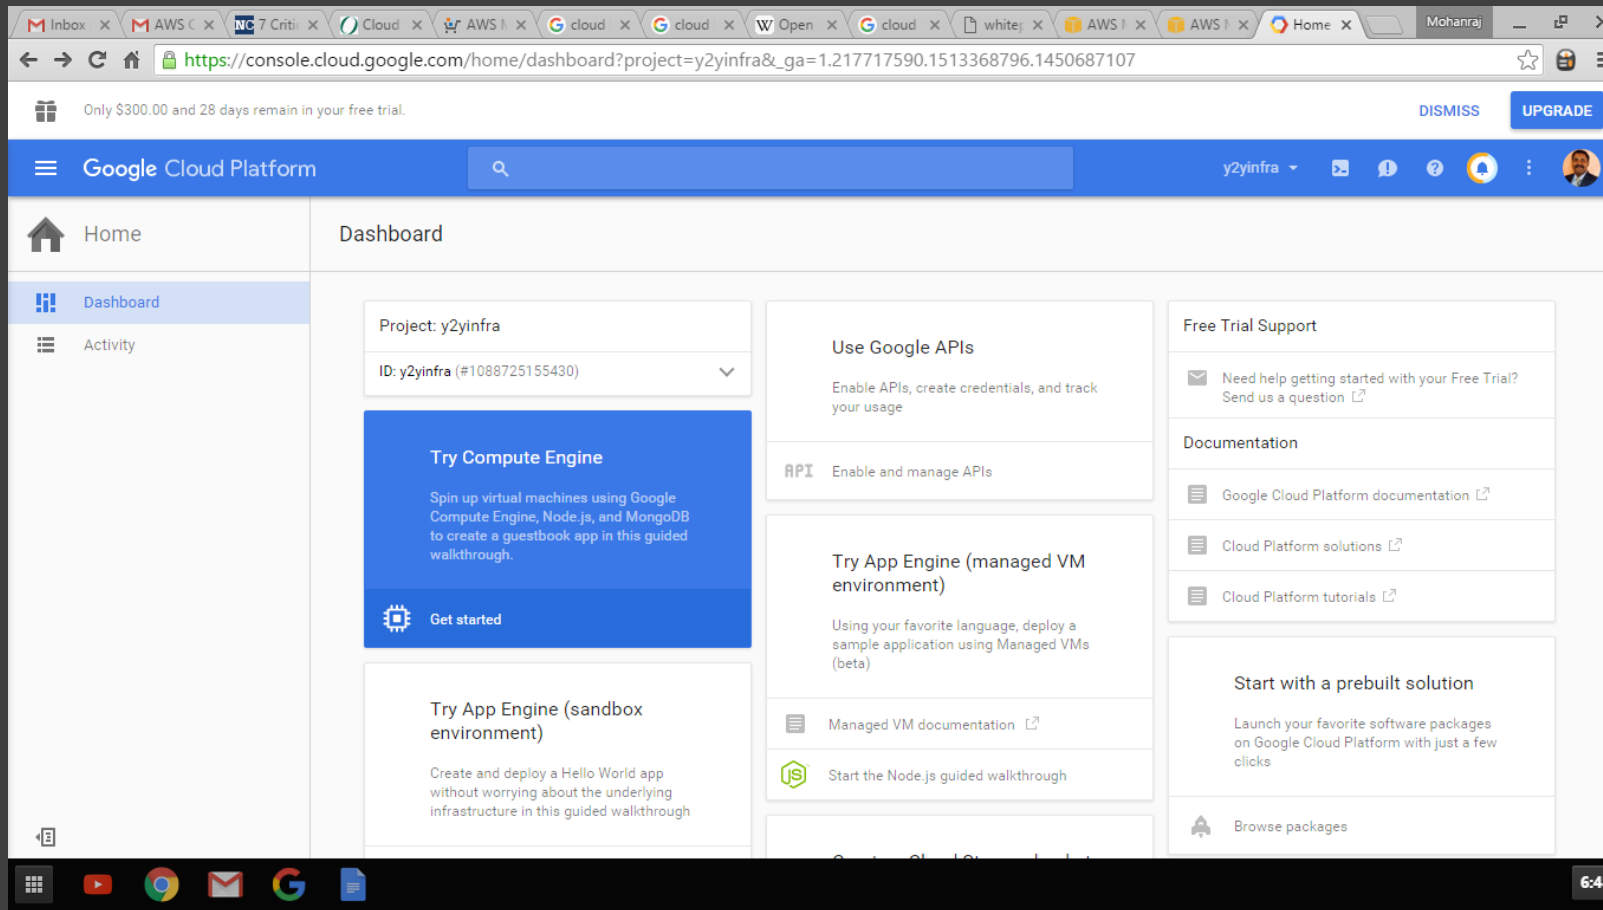 Inbox
AWS C
NC 7 Critic
Cloud
AWS M
cloud
cloud
W Open
cloud
white
AWS
AWS
Home
Mohanraj
https://console.cloud.google.com/home/dashboard?project=y2yinfra&_ga=1.217717590.1513368796.1450687107
Only $300.00 and 28 days remain in your free trial.
DISMISS
UPGRADE
Google Cloud Platform
y2yinfra
Home
Dashboard
Dashboard
Activity
Project: y2yinfra
ID: y2yinfra (#1088725155430)
Try Compute Engine
Spin up virtual machines using Google
Compute Engine, Node.js, and MongoDB
to create a guestbook app in this guided
walkthrough.
Get started
Try App Engine (sandbox
environment)
Create and deploy a Hello World app
without worrying about the underlying
infrastructure in this guided walkthrough
Use Google APIs
Enable APIs, create credentials, and track
your usage
API Enable and manage APIs
Try App Engine (managed VM
environment)
Using your favorite language, deploy a
sample application using Managed VMs
(beta)
Managed VM documentation
JS Start the Node.js guided walkthrough
Free Trial Support
Need help getting started with your Free Trial?
Send us a question
Documentation
Google Cloud Platform documentation
Cloud Platform solutions
Cloud Platform tutorials
Start with a prebuilt solution
Launch your favorite software packages
on Google Cloud Platform with just a few
clicks
Browse packages
6:4